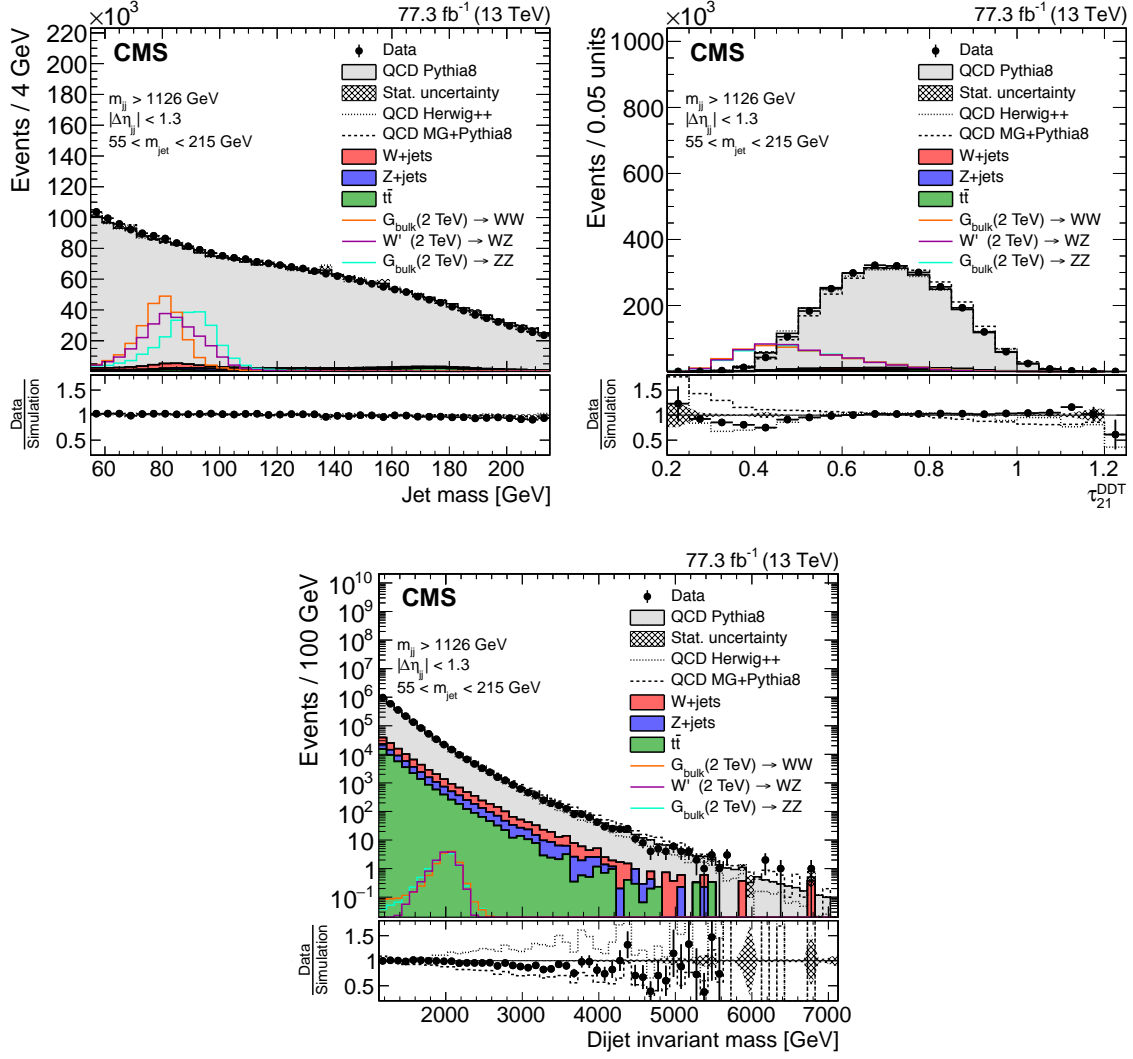 ×10³
77.3 fb⁻¹ (13 TeV)
CMS
Events / 4 GeV
220
200
180
160
140
120
100
80
60
40
20
m_jj > 1126 GeV
|Δη_jj| < 1.3
55 < m_jet < 215 GeV
Data
QCD Pythia8
Stat. uncertainty
QCD Herwig++
QCD MG+Pythia8
W+jets
Z+jets
tt̄
G_bulk(2 TeV) → WW
W' (2 TeV) → WZ
G_bulk(2 TeV) → ZZ
Data
Simulation
1.5
1
0.5
60 80 100 120 140 160 180 200
Jet mass [GeV]
×10³
77.3 fb⁻¹ (13 TeV)
CMS
Events / 0.05 units
1000
800
600
400
200
m_jj > 1126 GeV
|Δη_jj| < 1.3
55 < m_jet < 215 GeV
Data
QCD Pythia8
Stat. uncertainty
QCD Herwig++
QCD MG+Pythia8
W+jets
Z+jets
tt̄
G_bulk(2 TeV) → WW
W' (2 TeV) → WZ
G_bulk(2 TeV) → ZZ
Data
Simulation
1.5
1
0.5
0.2 0.4 0.6 0.8 1 1.2
τ₂₁^DDT
77.3 fb⁻¹ (13 TeV)
CMS
Events / 100 GeV
10¹⁰
10⁹
10⁸
10⁷
10⁶
10⁵
10⁴
10³
10²
10
1
10⁻¹
m_jj > 1126 GeV
|Δη_jj| < 1.3
55 < m_jet < 215 GeV
Data
QCD Pythia8
Stat. uncertainty
QCD Herwig++
QCD MG+Pythia8
W+jets
Z+jets
tt̄
G_bulk(2 TeV) → WW
W' (2 TeV) → WZ
G_bulk(2 TeV) → ZZ
Data
Simulation
1.5
1
0.5
2000 3000 4000 5000 6000 7000
Dijet invariant mass [GeV]